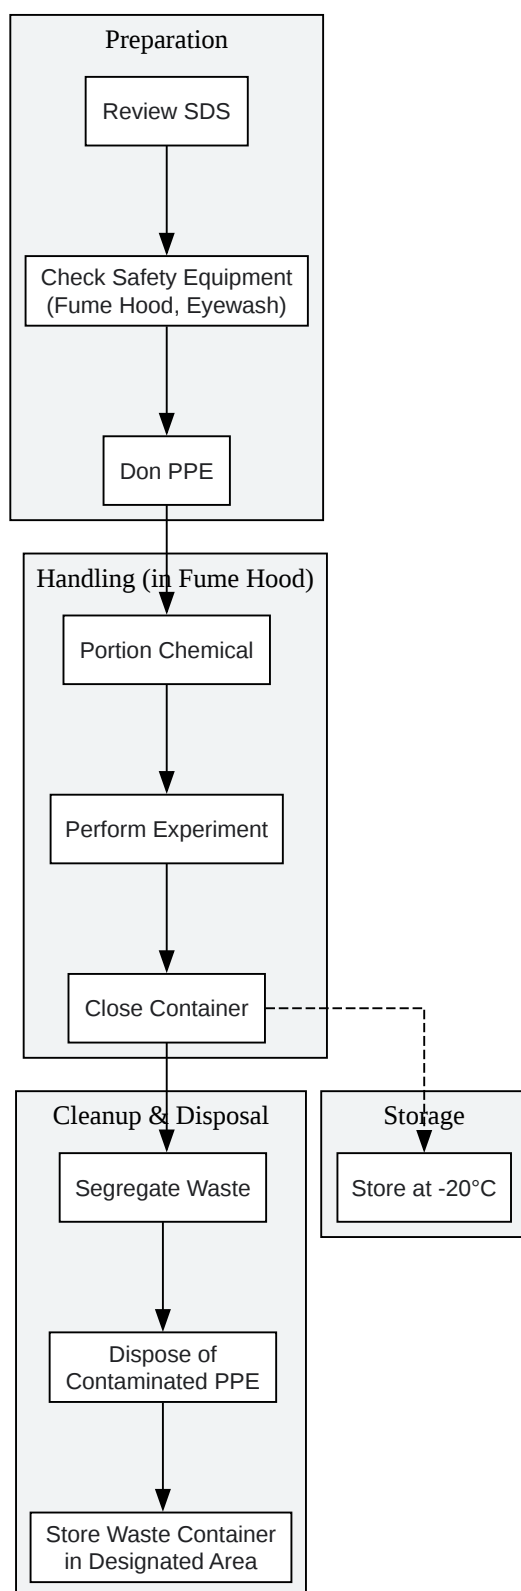 Preparation
Review SDS
Check Safety Equipment
(Fume Hood, Eyewash)
Don PPE
Handling (in Fume Hood)
Portion Chemical
Perform Experiment
Close Container
Cleanup & Disposal
Segregate Waste
Dispose of
Contaminated PPE
Store Waste Container
in Designated Area
Storage
Store at -20°C